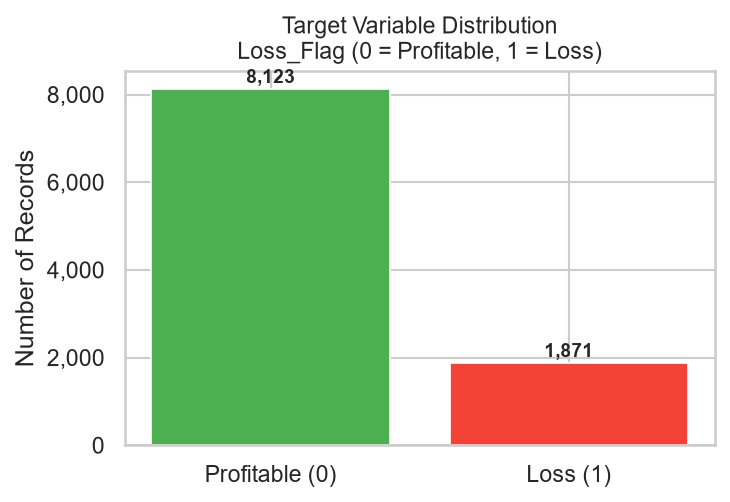 Target Variable Distribution
Loss_Flag (0 = Profitable, 1 = Loss)
8,123
8,000
6,000
4,000
2,000
0
Number of Records
1,871
Profitable (0)
Loss (1)